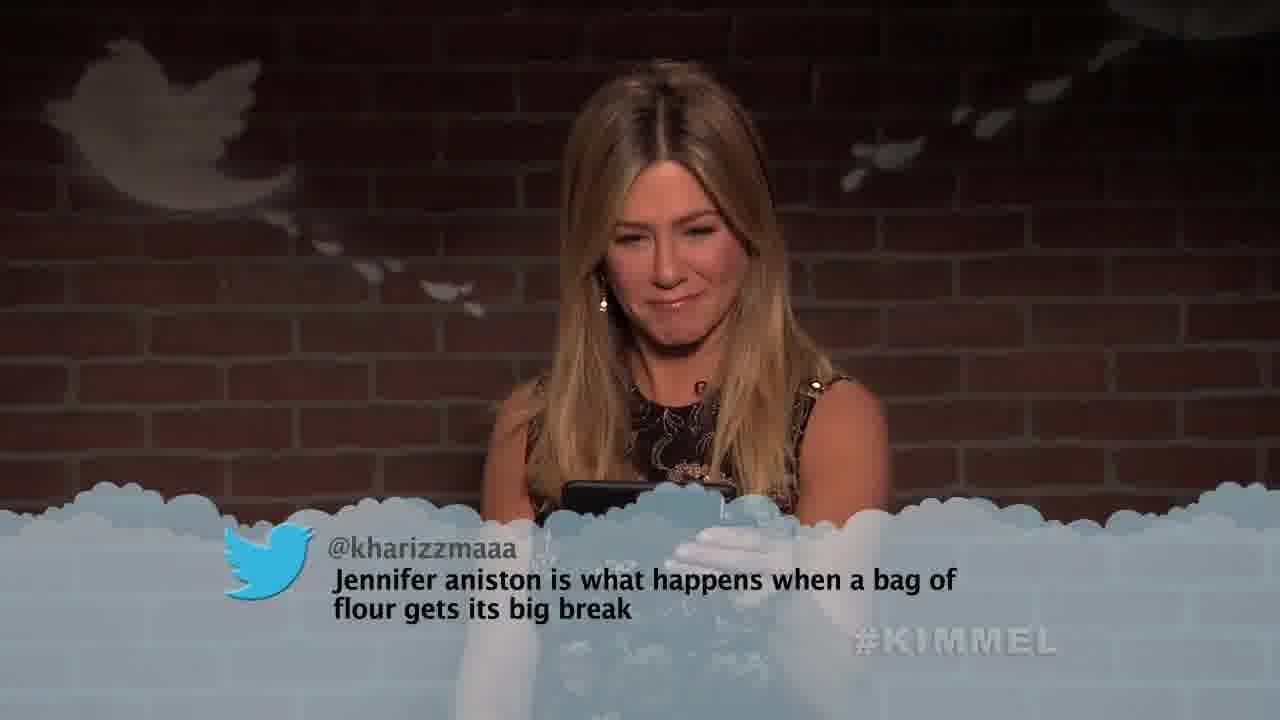 @kharizzmaaa
Jennifer aniston is what happens when a bag of
flour gets its big break
#KIMMEL